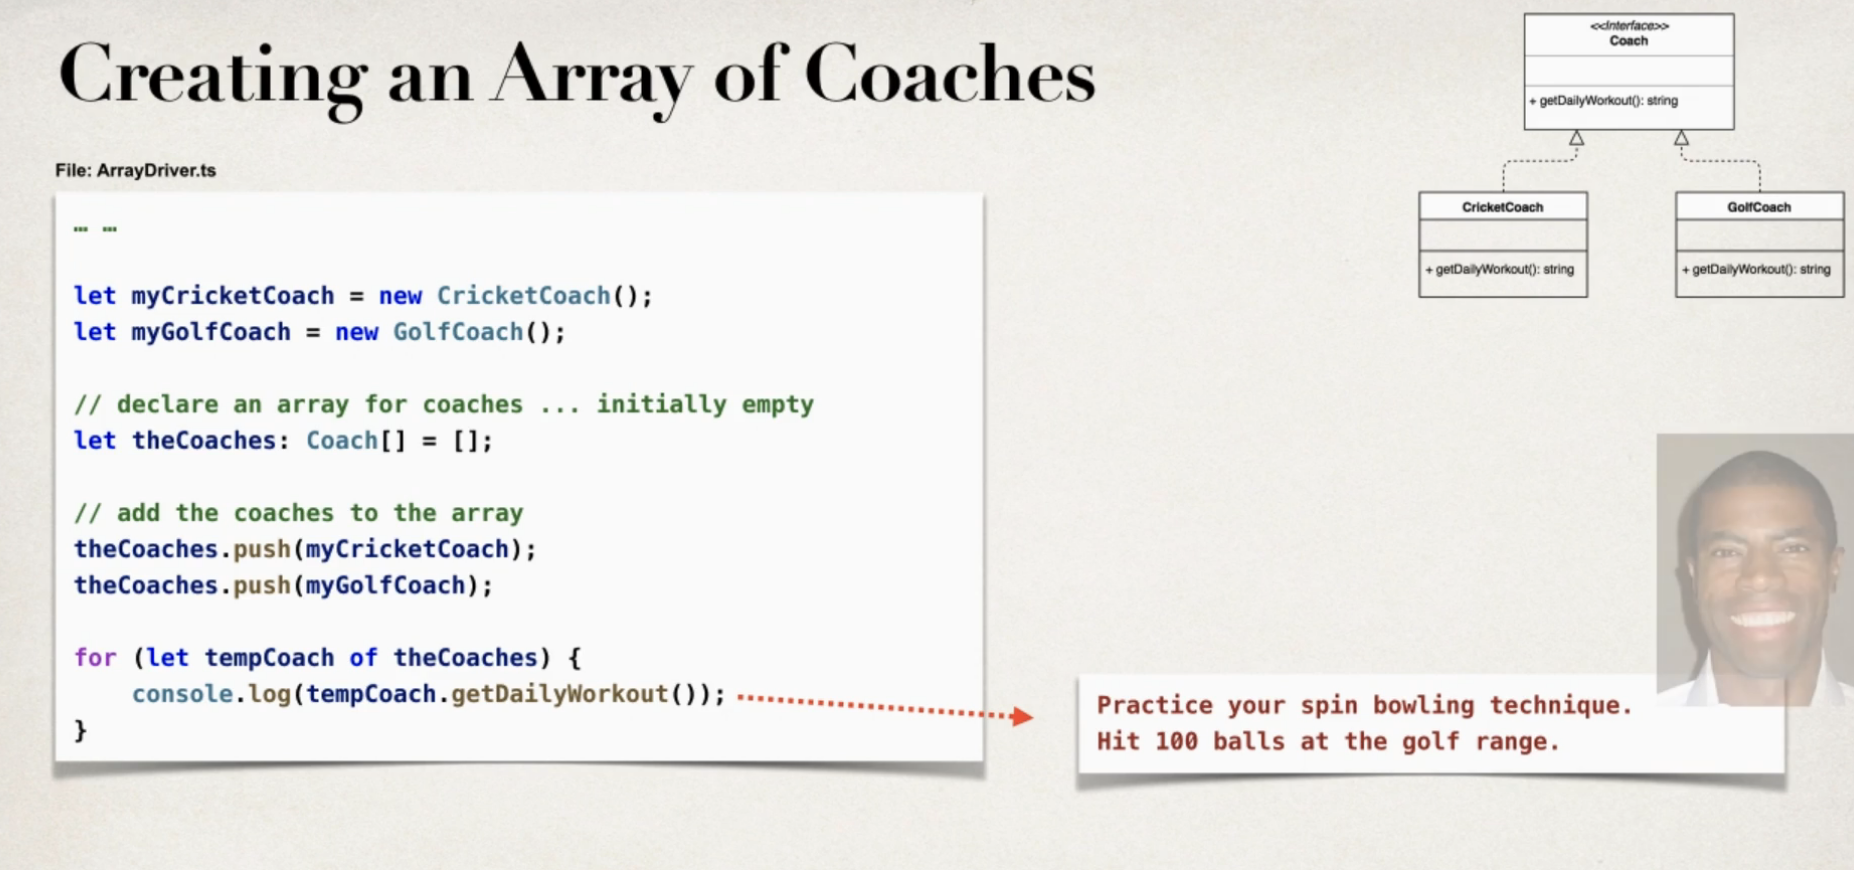 Creating an Array of Coaches
File: ArrayDriver.ts
… …
let myCricketCoach = new CricketCoach();
let myGolfCoach = new GolfCoach();
// declare an array for coaches ... initially empty
let theCoaches: Coach[] = [];
// add the coaches to the array
theCoaches.push(myCricketCoach);
theCoaches.push(myGolfCoach);
for (let tempCoach of theCoaches) {
    console.log(tempCoach.getDailyWorkout());
}
Practice your spin bowling technique.
Hit 100 balls at the golf range.
<<Interface>>
Coach
+ getDailyWorkout(): string
CricketCoach
+ getDailyWorkout(): string
GolfCoach
+ getDailyWorkout(): string